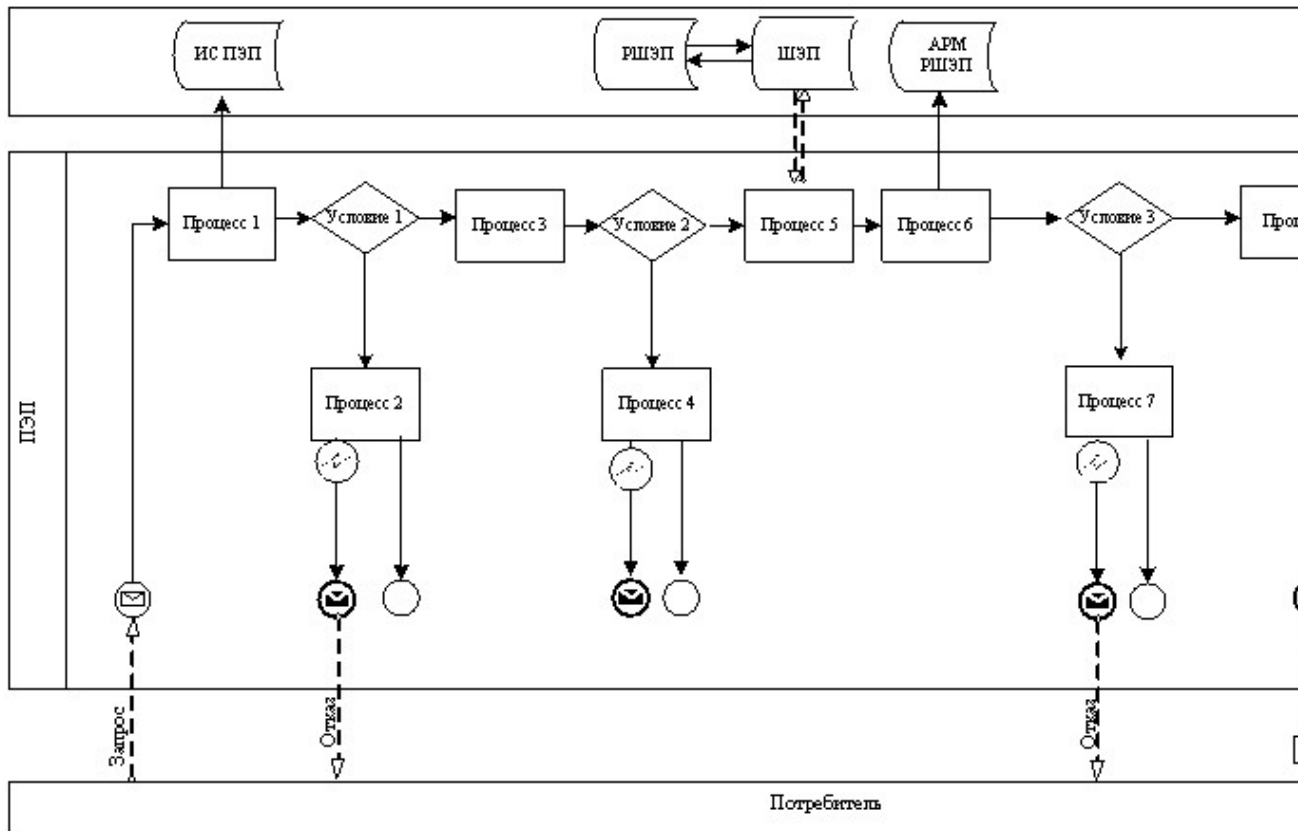 ИС ПЭП
РШЭП
ШЭП
АРМ
РШЭП
Процесс 1
Условие 1
Процесс 3
Условие 2
Процесс 5
Процесс 6
Условие 3
Проц
Процесс 2
Процесс 4
Процесс 7
ПЭП
Запрос
Отказ
Отказ
Потребитель